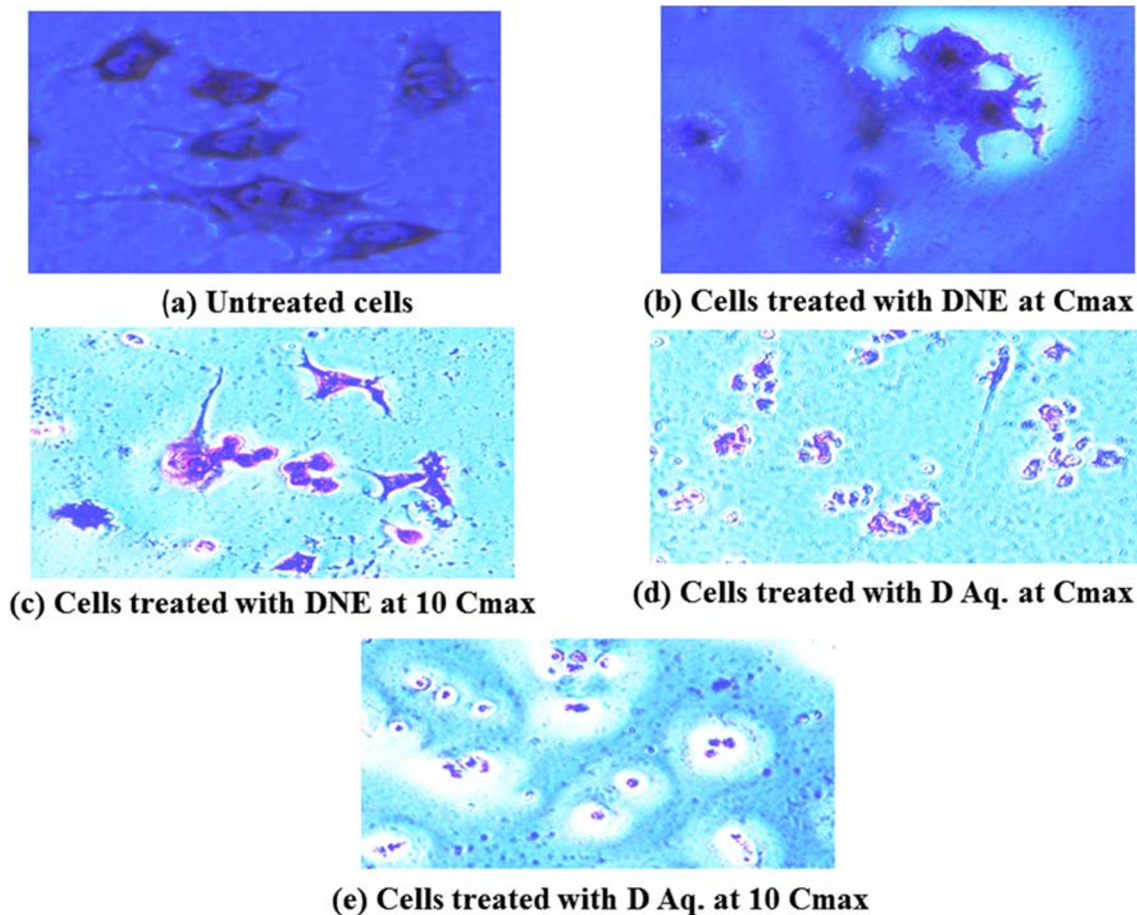 (a) Untreated cells
(b) Cells treated with DNE at Cmax
(c) Cells treated with DNE at 10 Cmax
(d) Cells treated with D Aq. at Cmax
(e) Cells treated with D Aq. at 10 Cmax